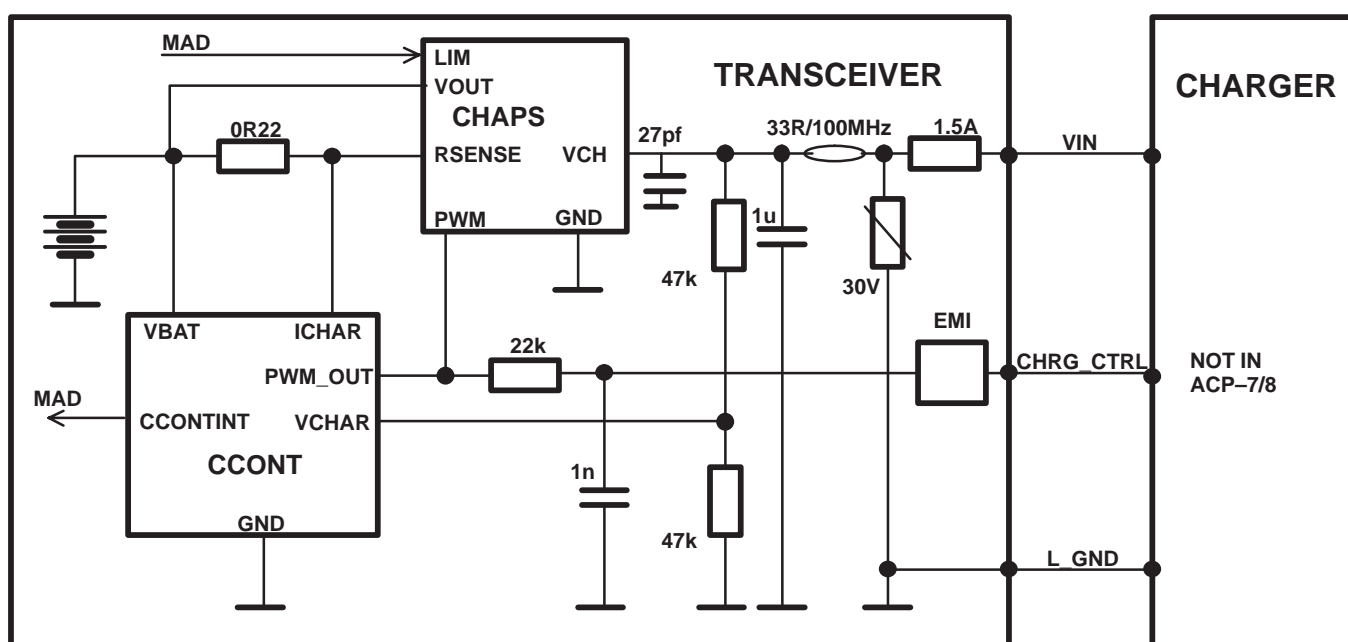 MAD
LIM
VOUT
CHAPS
TRANSCEIVER
CHARGER
0R22
RSENSE
VCH
27pf
33R/100MHz
1.5A
VIN
PWM
GND
1u
47k
30V
VBAT
ICHAR
EMI
22k
PWM_OUT
CHRG_CTRL
NOT IN
ACP–7/8
MAD
CCONTINT
VCHAR
CCONT
1n
GND
47k
L_GND